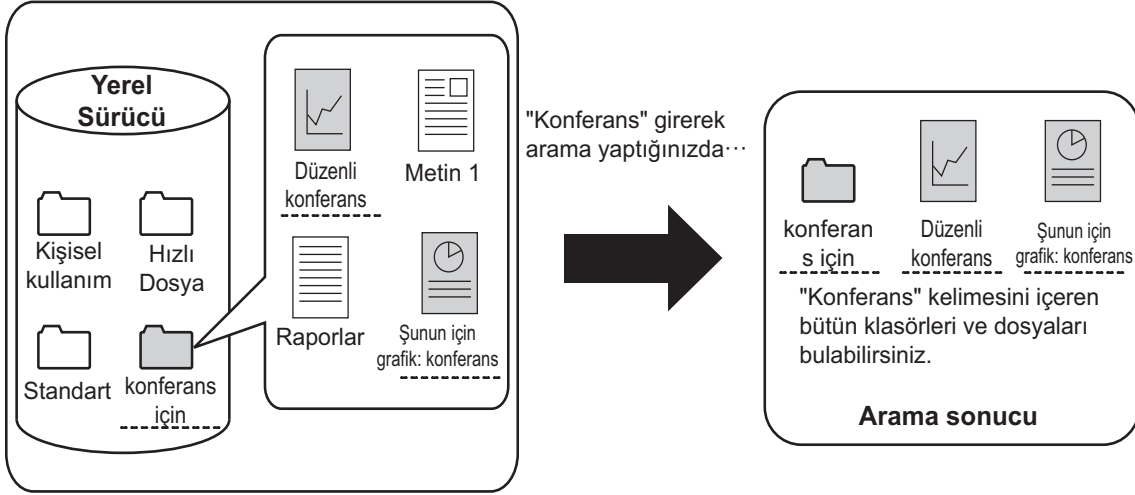 Yerel
Sürücü
Kişisel
kullanım
Hızlı
Dosya
Standart
konferans
için
Düzenli
konferans
Metin 1
Raporlar
Şunun için
grafik: konferans
"Konferans" girerek
arama yaptığınızda…
konferan
s için
Düzenli
konferans
Şunun için
grafik: konferans
"Konferans" kelimesini içeren
bütün klasörleri ve dosyaları
bulabilirsiniz.
Arama sonucu